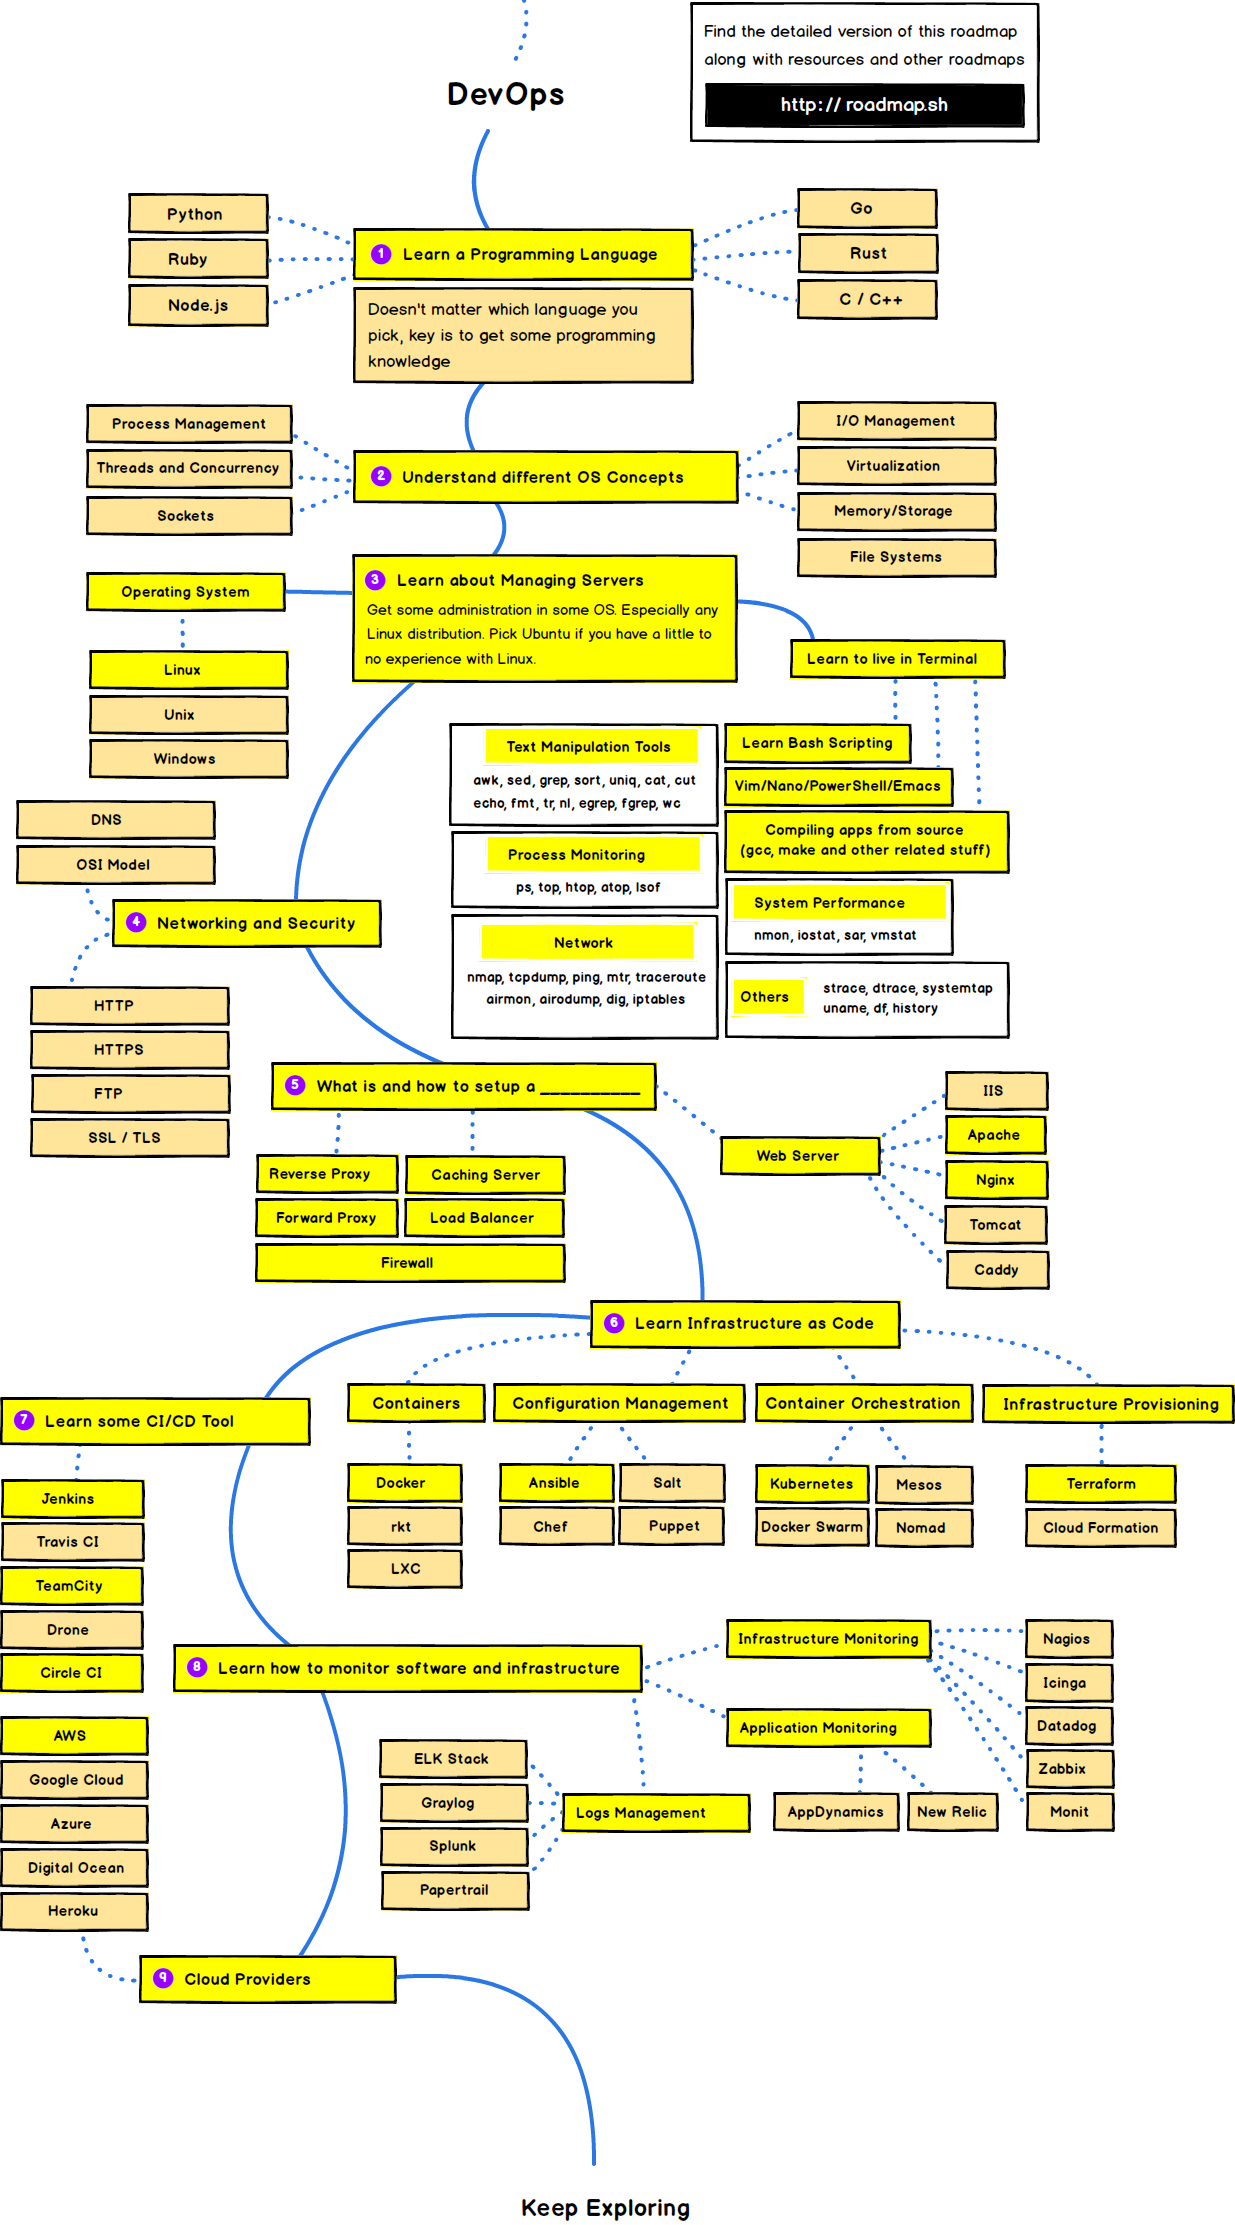 Find the detailed version of this roadmap
along with resources and other roadmaps
http://roadmap.sh
DevOps
Python
Ruby
Node.js
1 Learn a Programming Language
Doesn't matter which language you
pick, key is to get some programming
knowledge
Go
Rust
C / C++
Process Management
Threads and Concurrency
Sockets
2 Understand different OS Concepts
I/O Management
Virtualization
Memory/Storage
File Systems
3 Learn about Managing Servers
Get some administration in some OS. Especially any
Linux distribution. Pick Ubuntu if you have a little to
no experience with Linux.
Operating System
Linux
Unix
Windows
Learn to live in Terminal
Learn Bash Scripting
Vim/Nano/PowerShell/Emacs
Compiling apps from source
(gcc, make and other related stuff)
Text Manipulation Tools
awk, sed, grep, sort, uniq, cat, cut
echo, fmt, tr, nl, egrep, fgrep, wc
Process Monitoring
ps, top, htop, atop, lsof
System Performance
nmon, iostat, sar, vmstat
Network
nmap, tcpdump, ping, mtr, traceroute
airmon, airodump, dig, iptables
Others
strace, dtrace, systemtap
uname, df, history
DNS
OSI Model
4 Networking and Security
HTTP
HTTPS
FTP
SSL / TLS
5 What is and how to setup a __________
Reverse Proxy
Caching Server
Forward Proxy
Load Balancer
Firewall
Web Server
IIS
Apache
Nginx
Tomcat
Caddy
6 Learn Infrastructure as Code
Containers
Docker
rkt
LXC
Configuration Management
Ansible
Salt
Chef
Puppet
Container Orchestration
Kubernetes
Mesos
Docker Swarm
Nomad
Infrastructure Provisioning
Terraform
Cloud Formation
7 Learn some CI/CD Tool
Jenkins
Travis CI
TeamCity
Drone
Circle CI
8 Learn how to monitor software and infrastructure
Infrastructure Monitoring
Nagios
Icinga
Datadog
Zabbix
Monit
Application Monitoring
AppDynamics
New Relic
Logs Management
ELK Stack
Graylog
Splunk
Papertrail
AWS
Google Cloud
Azure
Digital Ocean
Heroku
9 Cloud Providers
Keep Exploring